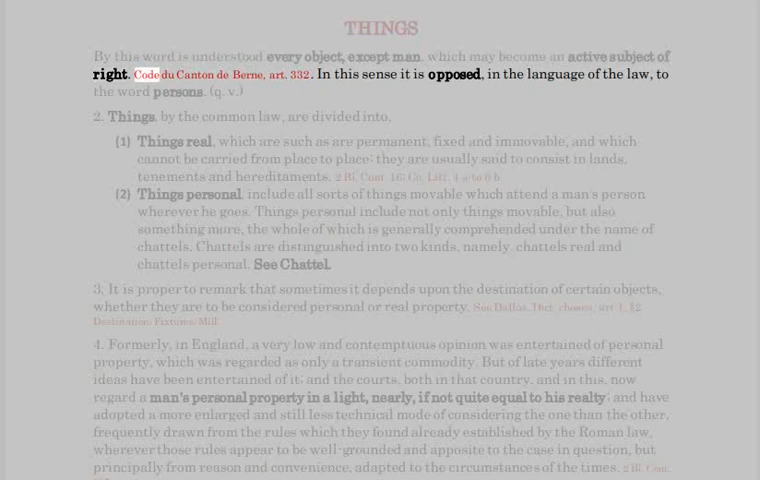 THINGS
By this word is understood every object, except man, which may become an active subject of
right. Code du Canton de Berne, art. 332. In this sense it is opposed, in the language of the law, to
the word persons. (q. v.)
2. Things, by the common law, are divided into,
(1) Things real, which are such as are permanent, fixed and immovable, and which
cannot be carried from place to place; they are usually said to consist in lands,
tenements and hereditaments. 2 Bl. Com. 16; Co. Litt. 4 a to 6 b.
(2) Things personal, include all sorts of things movable which attend a man's person
wherever he goes. Things personal include not only things movable, but also
something more, the whole of which is generally comprehended under the name of
chattels. Chattels are distinguished into two kinds, namely, chattels real and
chattels personal. See Chattel.
3. It is proper to remark that sometimes it depends upon the destination of certain objects,
whether they are to be considered personal or real property. See Dalloz, Dict. choses, art. 1, §2
Destination; Fixtures; Mill.
4. Formerly, in England, a very low and contemptuous opinion was entertained of personal
property, which was regarded as only a transient commodity. But of late years different
ideas have been entertained of it; and the courts, both in that country, and in this, now
regard a man's personal property in a light, nearly, if not quite equal to his realty; and have
adopted a more enlarged and still less technical mode of considering the one than the other,
frequently drawn from the rules which they found already established by the Roman law,
wherever those rules appear to be well-grounded and apposite to the case in question, but
principally from reason and convenience, adapted to the circumstances of the times. 2 Bl. Com.